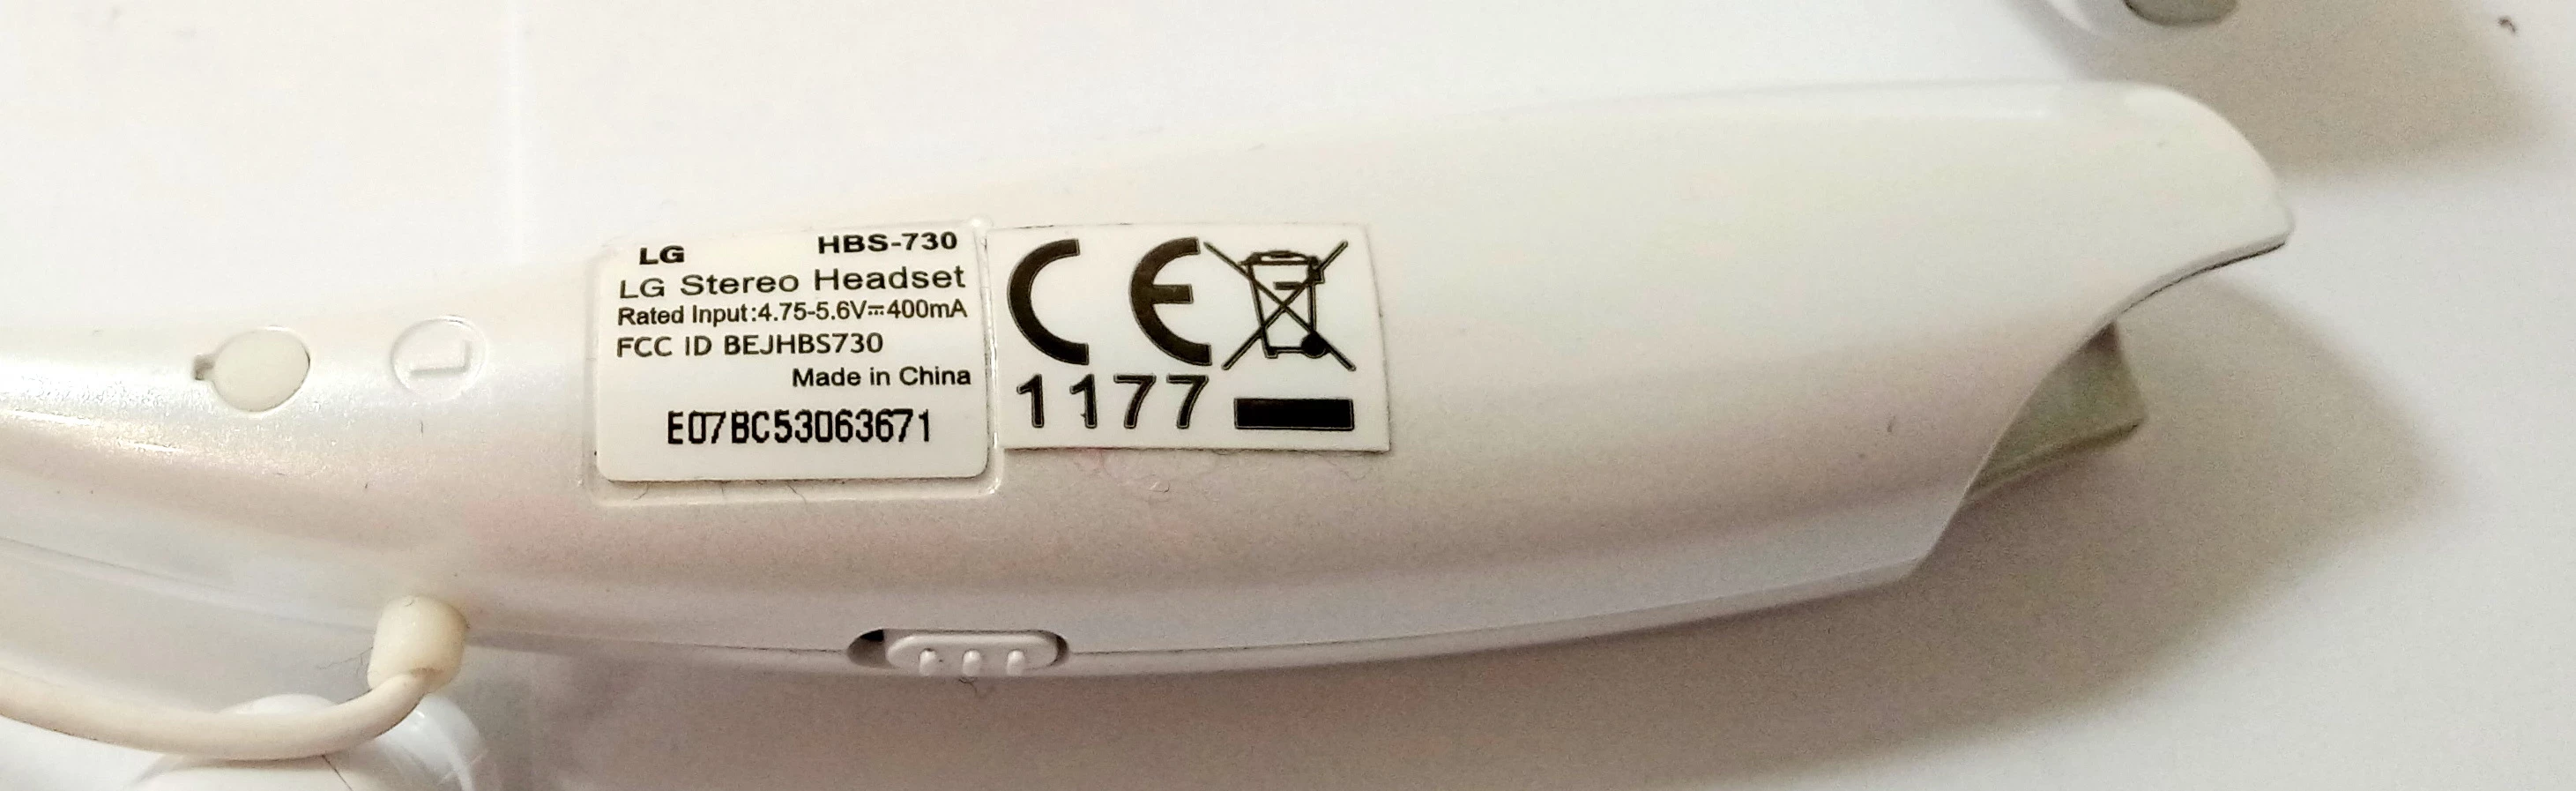 LG HBS-730
LG Stereo Headset
Rated Input:4.75-5.6V⎓400mA
FCC ID BEJHBS730
Made in China
E07BC53063671
CE
1177
L